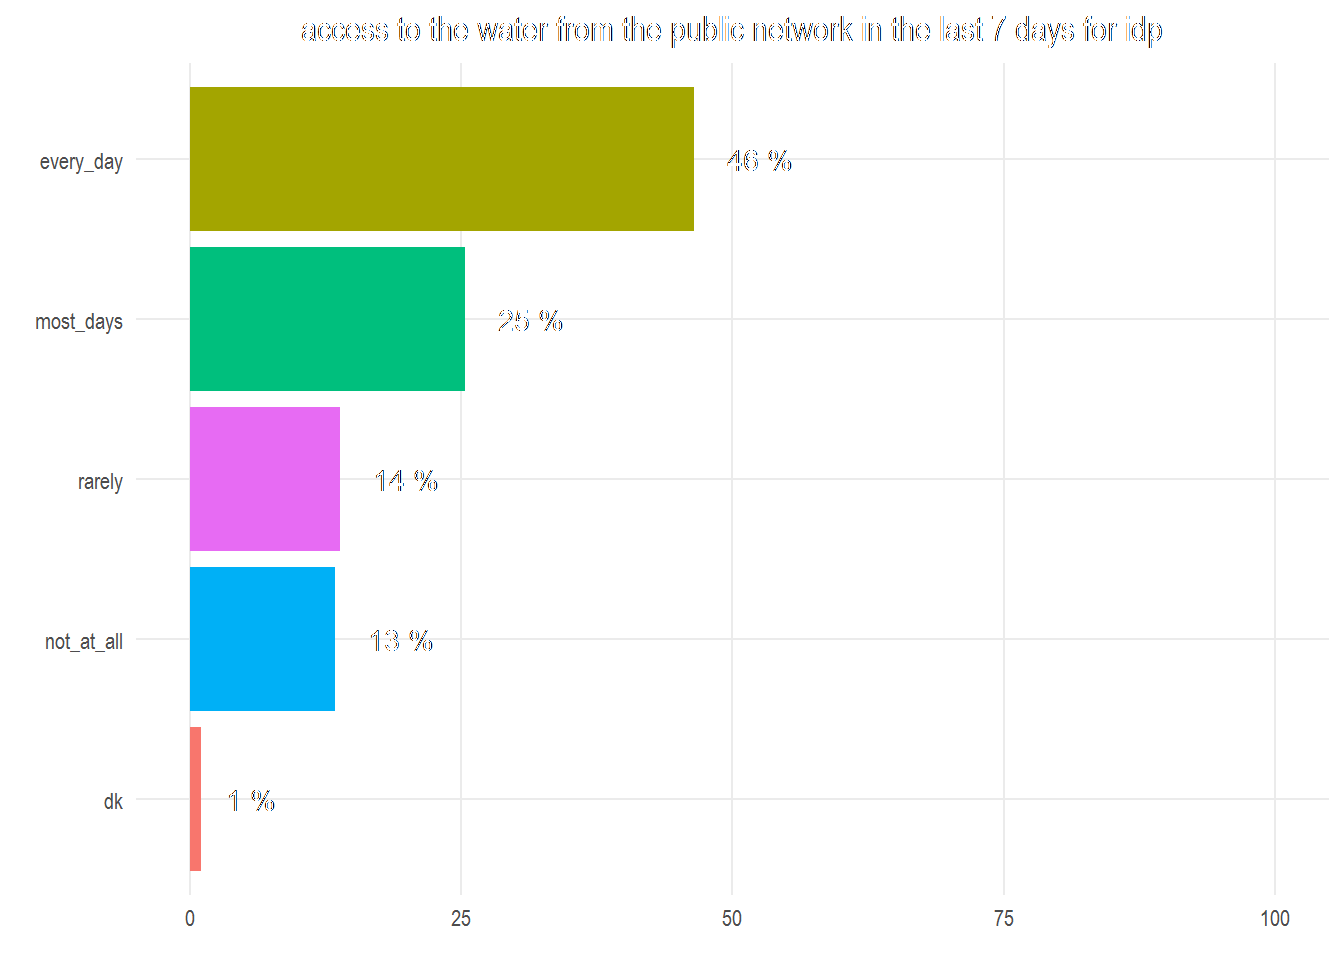 access to the water from the public network in the last 7 days for idp
every_day
46 %
most_days
25 %
rarely
14 %
not_at_all
13 %
dk
1 %
0 25 50 75 100